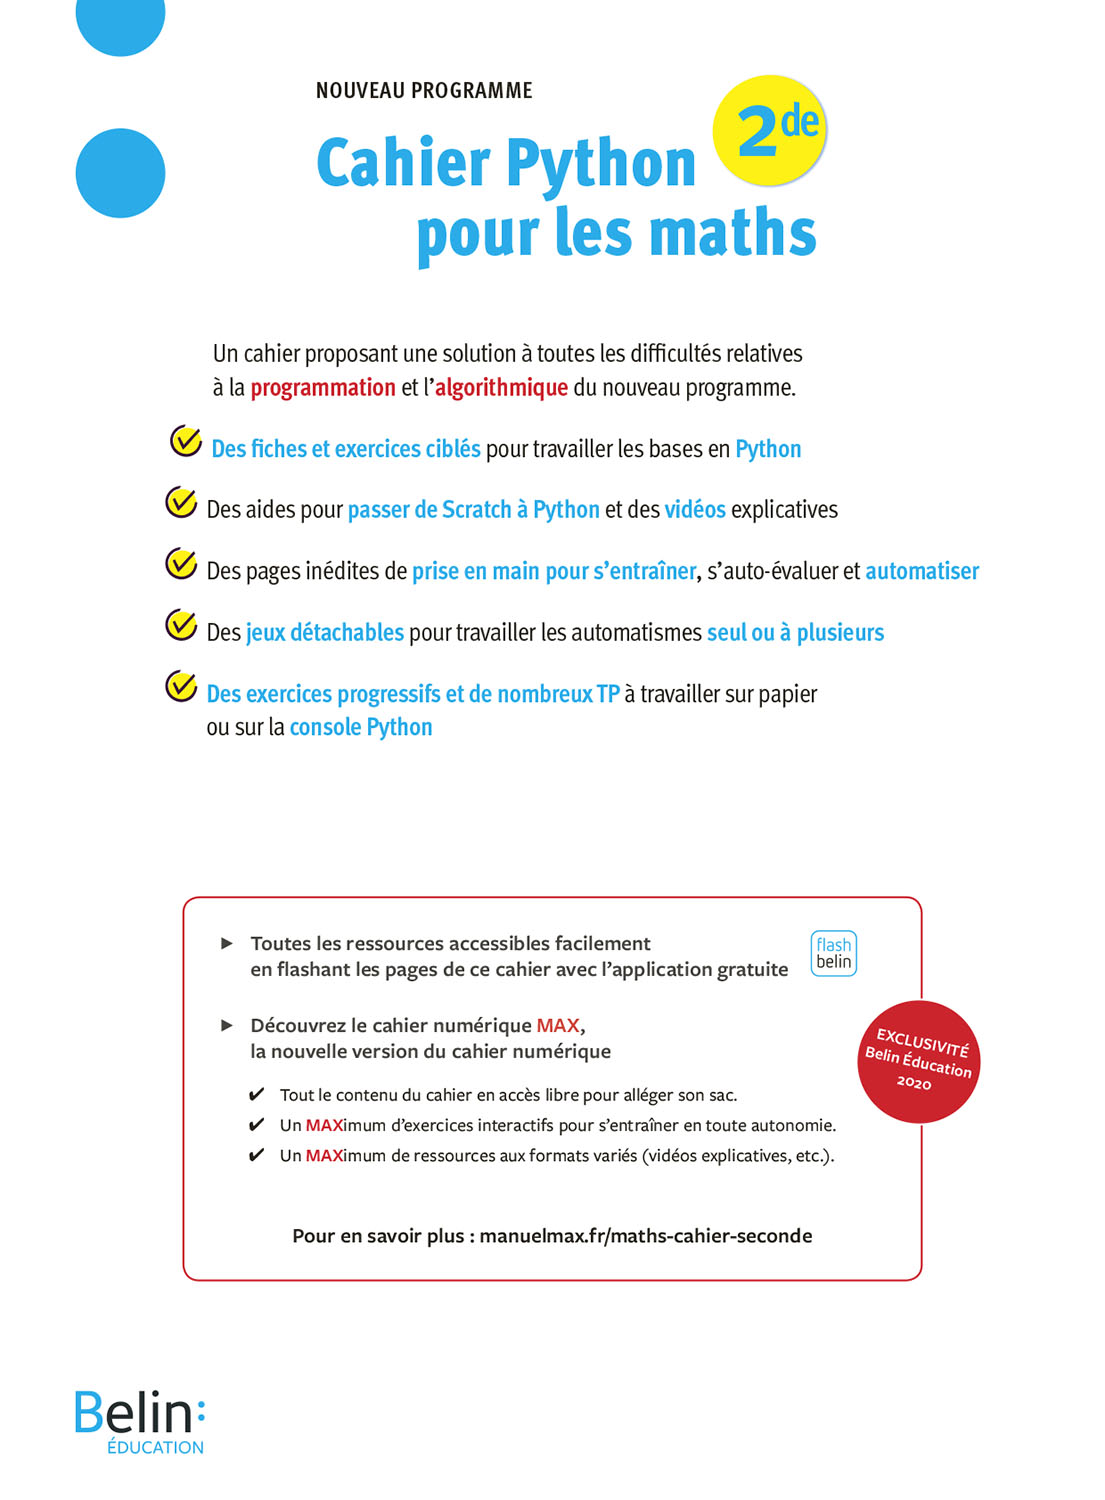 NOUVEAU PROGRAMME
2de
Cahier Python
pour les maths
Un cahier proposant une solution à toutes les difficultés relatives
à la programmation et l’algorithmique du nouveau programme.
Des fiches et exercices ciblés pour travailler les bases en Python
Des aides pour passer de Scratch à Python et des vidéos explicatives
Des pages inédites de prise en main pour s’entraîner, s’auto-évaluer et automatiser
Des jeux détachables pour travailler les automatismes seul ou à plusieurs
Des exercices progressifs et de nombreux TP à travailler sur papier
ou sur la console Python
► Toutes les ressources accessibles facilement
en flashant les pages de ce cahier avec l’application gratuite
flash
belin
► Découvrez le cahier numérique MAX,
la nouvelle version du cahier numérique
EXCLUSIVITÉ
Belin Éducation
2020
✔ Tout le contenu du cahier en accès libre pour alléger son sac.
✔ Un MAXimum d’exercices interactifs pour s’entraîner en toute autonomie.
✔ Un MAXimum de ressources aux formats variés (vidéos explicatives, etc.).
Pour en savoir plus : manuelmax.fr/maths-cahier-seconde
Belin:
ÉDUCATION